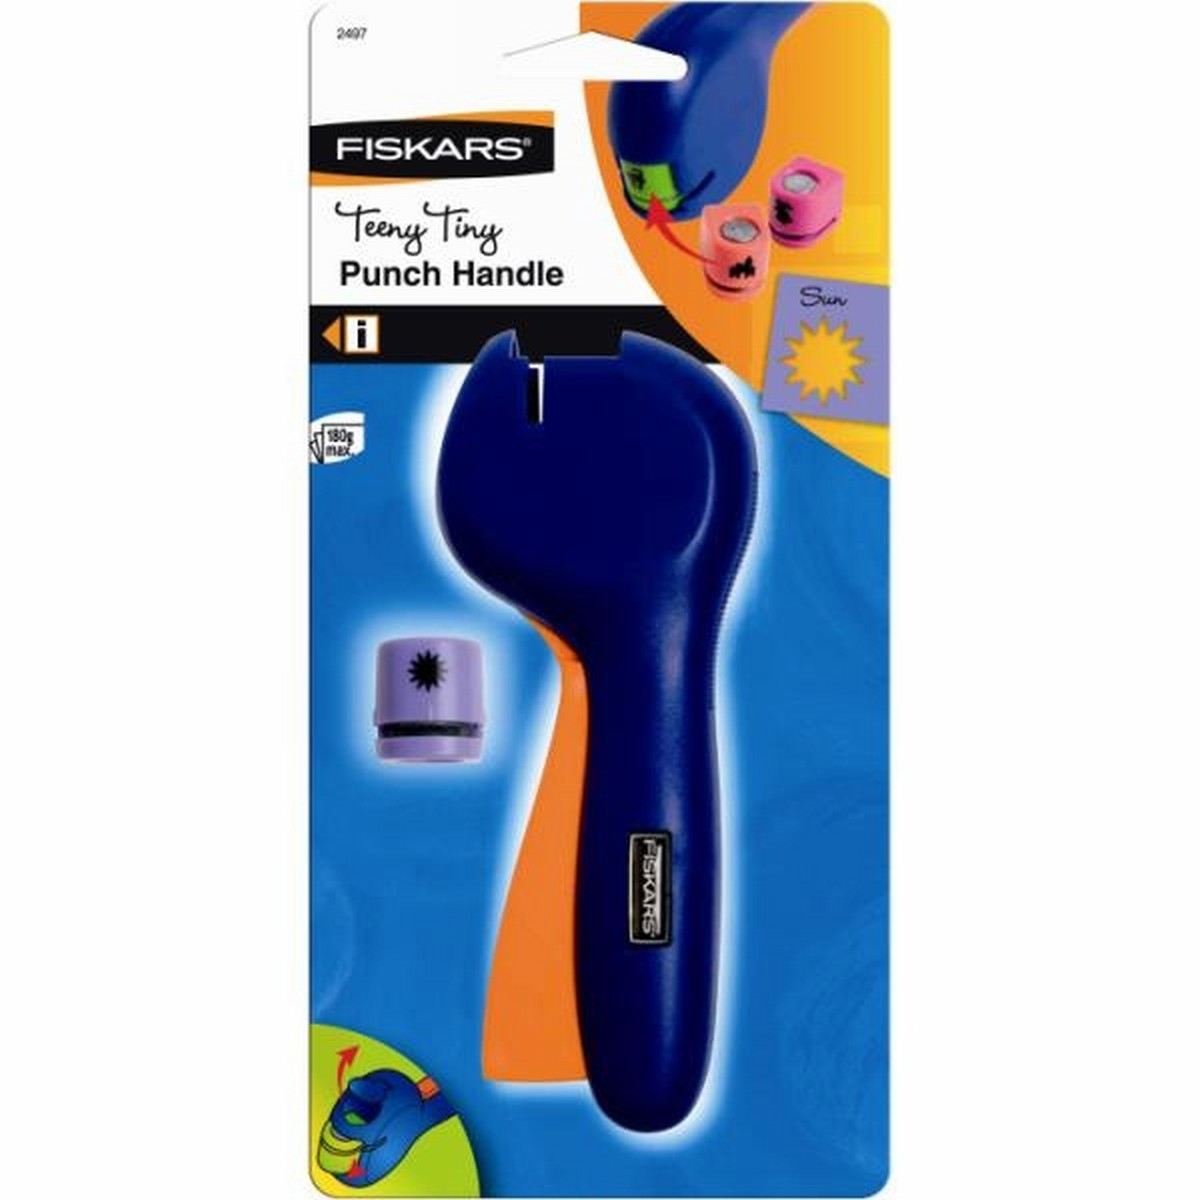 2497
FISKARS®
Teeny Tiny
Punch Handle
i
Sun
180g
max.
FISKARS